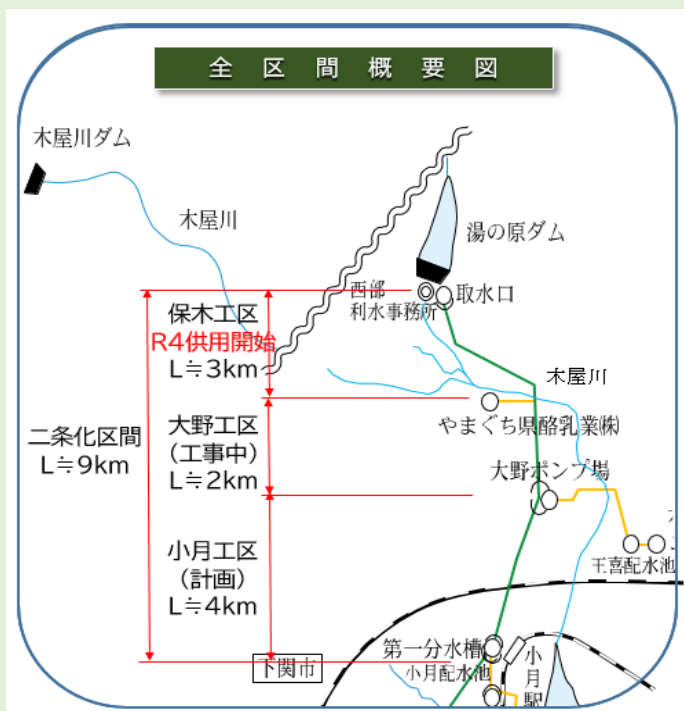 全区間概要図
木屋川ダム
木屋川
湯の原ダム
西部
利水事務所
取水口
保木工区
R4供用開始
L≒3km
木屋川
やまぐち県酪乳業㈱
二条化区間
L≒9km
大野工区
(工事中)
L≒2km
大野ポンプ場
王喜配水池
小月工区
(計画)
L≒4km
第一分水槽
小月配水池
小月駅
下関市